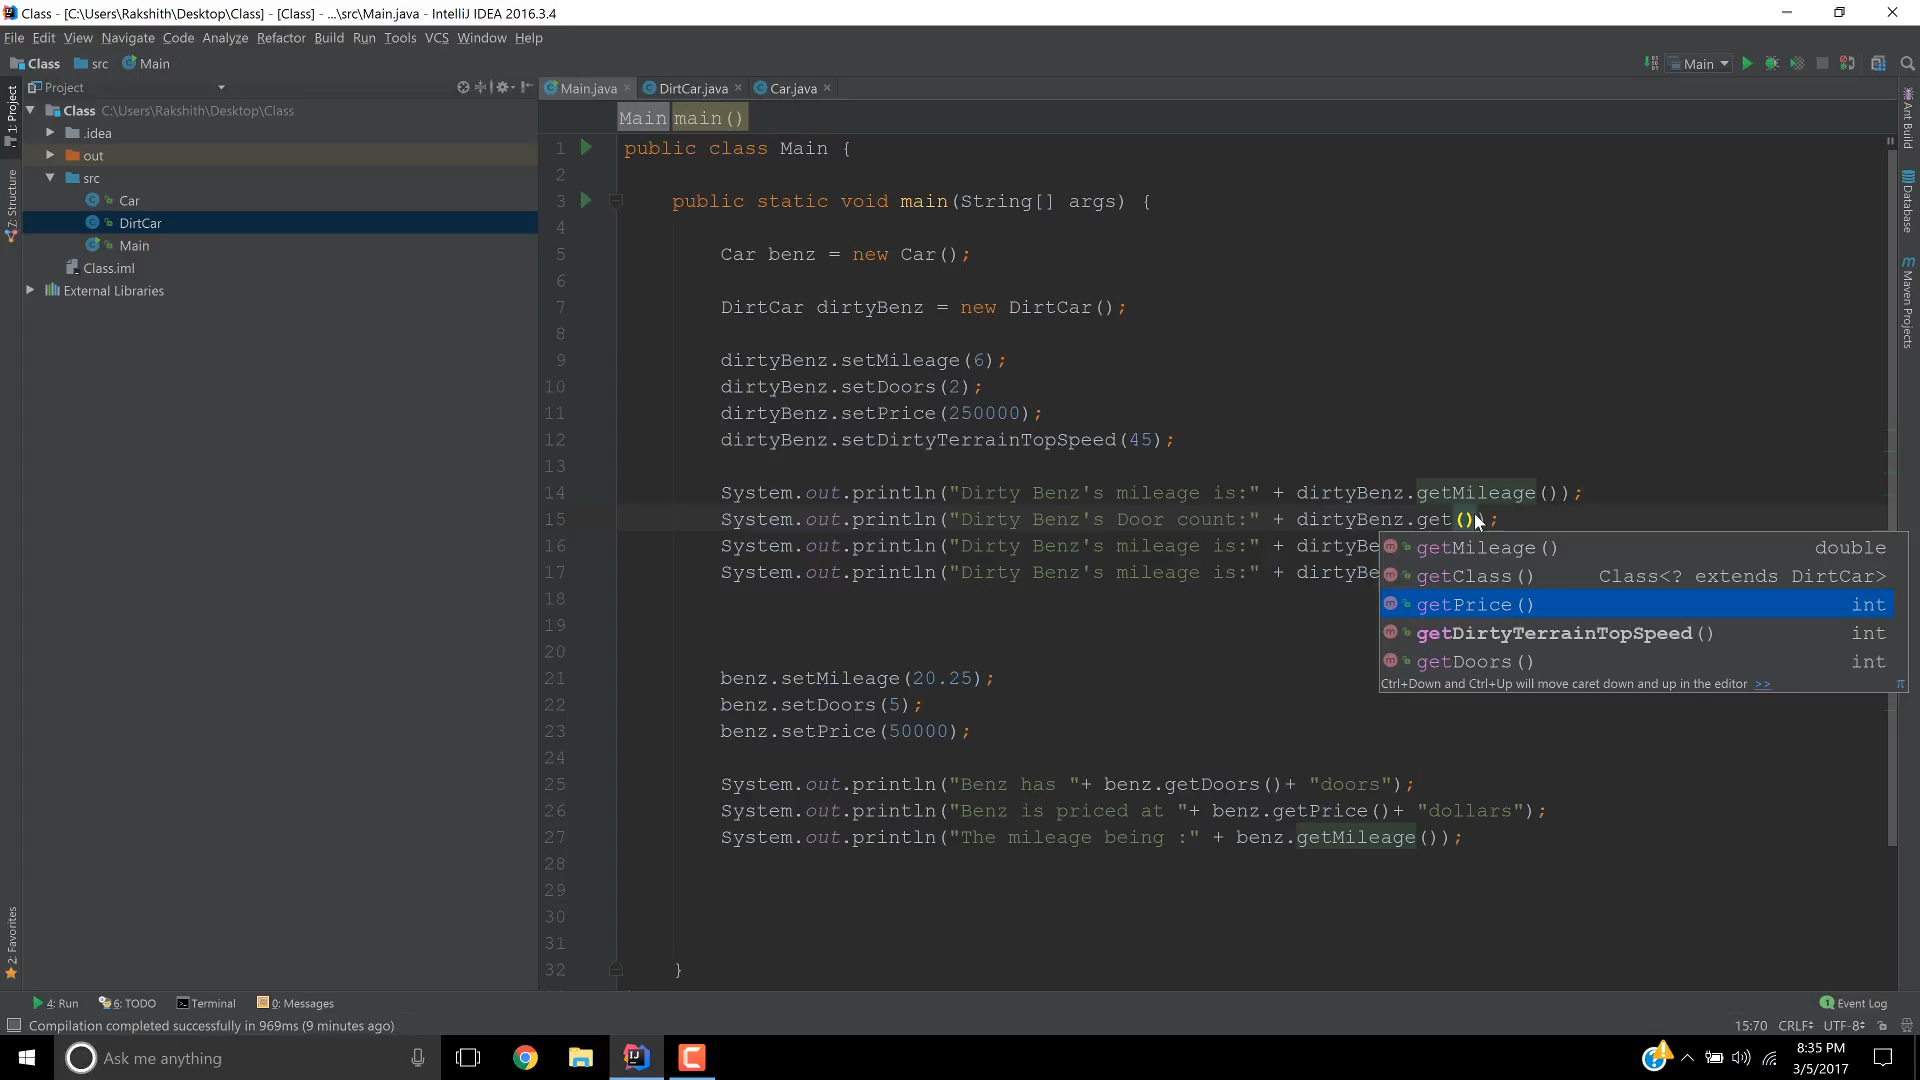 Class - [C:\Users\Rakshith\Desktop\Class] - [Class] - ...\src\Main.java - IntelliJ IDEA 2016.3.4
File Edit View Navigate Code Analyze Refactor Build Run Tools VCS Window Help
Class src Main
Main
Project
Main.java DirtCar.java Car.java
1: Project
Class C:\Users\Rakshith\Desktop\Class
.idea
out
src
Car
DirtCar
Main
Class.iml
External Libraries
Z: Structure
2: Favorites
Ant Build
Database
Maven Projects
Main main()
1 public class Main {
2
3 public static void main(String[] args) {
4
5 Car benz = new Car();
6
7 DirtCar dirtyBenz = new DirtCar();
8
9 dirtyBenz.setMileage(6);
10 dirtyBenz.setDoors(2);
11 dirtyBenz.setPrice(250000);
12 dirtyBenz.setDirtyTerrainTopSpeed(45);
13
14 System.out.println("Dirty Benz's mileage is:" + dirtyBenz.getMileage());
15 System.out.println("Dirty Benz's Door count:" + dirtyBenz.get());
16 System.out.println("Dirty Benz's mileage is:" + dirtyBe
17 System.out.println("Dirty Benz's mileage is:" + dirtyBe
getMileage() double
getClass() Class<? extends DirtCar>
getPrice() int
getDirtyTerrainTopSpeed() int
getDoors() int
Ctrl+Down and Ctrl+Up will move caret down and up in the editor >> π
18
19
20
21 benz.setMileage(20.25);
22 benz.setDoors(5);
23 benz.setPrice(50000);
24
25 System.out.println("Benz has "+ benz.getDoors()+ "doors");
26 System.out.println("Benz is priced at "+ benz.getPrice()+ "dollars");
27 System.out.println("The mileage being :" + benz.getMileage());
28
29
30
31
32 }
4: Run 6: TODO Terminal 0: Messages 1 Event Log
Compilation completed successfully in 969ms (9 minutes ago) 15:70 CRLF UTF-8
Ask me anything
8:35 PM
3/5/2017